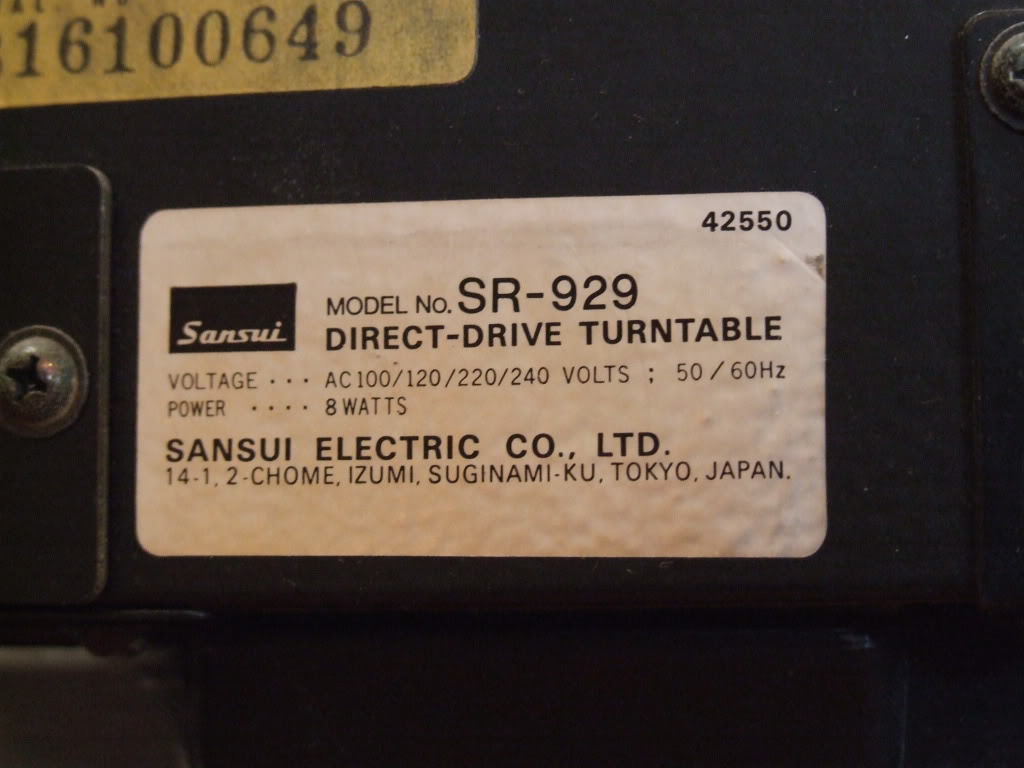 16100649
42550
Sansui
MODEL No. SR-929
DIRECT-DRIVE TURNTABLE
VOLTAGE ··· AC100/120/220/240 VOLTS ; 50/60Hz
POWER ···· 8 WATTS
SANSUI ELECTRIC CO., LTD.
14-1, 2-CHOME, IZUMI, SUGINAMI-KU, TOKYO, JAPAN.